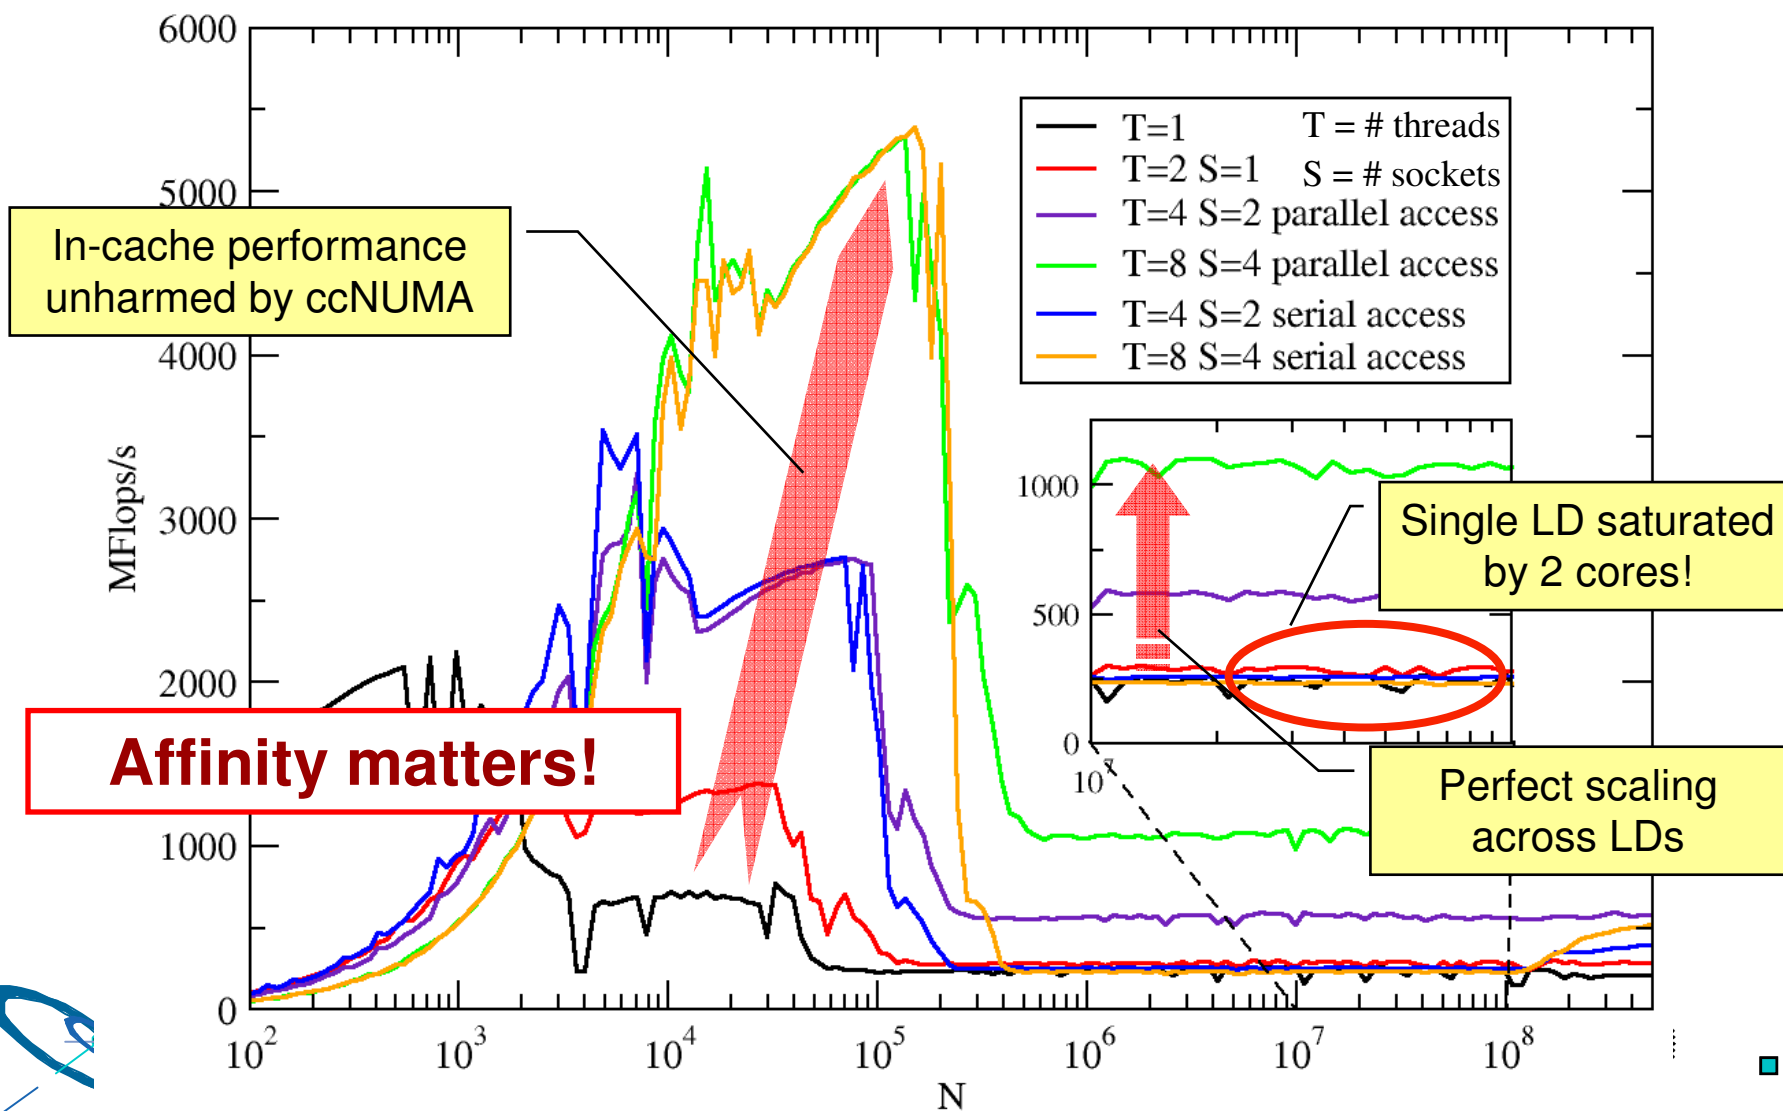 6000
5000
4000
3000
2000
1000
0
MFlops/s
10^2
10^3
10^4
10^5
10^6
10^7
10^8
N
T=1
T = # threads
T=2 S=1
S = # sockets
T=4 S=2 parallel access
T=8 S=4 parallel access
T=4 S=2 serial access
T=8 S=4 serial access
In-cache performance
unharmed by ccNUMA
Affinity matters!
1000
500
0
10^7
Single LD saturated
by 2 cores!
Perfect scaling
across LDs